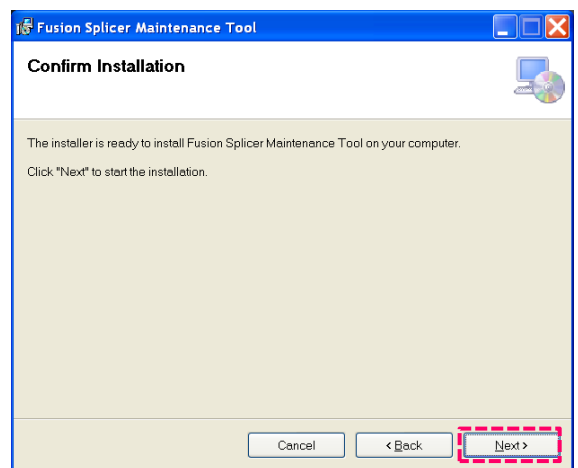 Fusion Splicer Maintenance Tool
Confirm Installation
The installer is ready to install Fusion Splicer Maintenance Tool on your computer.
Click "Next" to start the installation.
Cancel
< Back
Next >